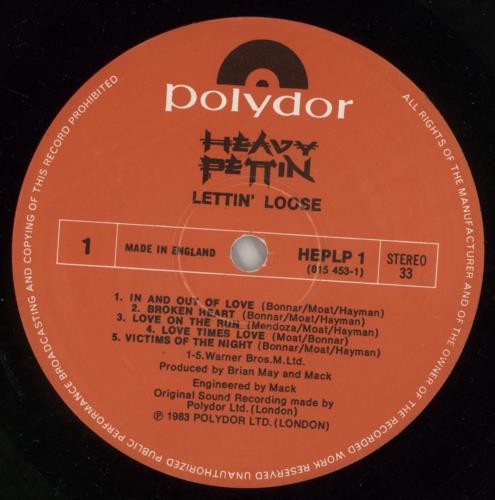 polydor
HEAVY
PETTIN
LETTIN' LOOSE
1
MADE IN ENGLAND
HEPLP 1
(815 453-1)
STEREO
33
1. IN AND OUT OF LOVE (Bonnar/Moat/Hayman)
2. BROKEN HEART (Bonnar/Moat/Hayman)
3. LOVE ON THE RUN (Mendoza/Moat/Hayman)
4. LOVE TIMES LOVE (Moat/Bonnar)
5. VICTIMS OF THE NIGHT (Bonnar/Moat/Hayman)
1-5.Warner Bros.M.Ltd.
Produced by Brian May and Mack
Engineered by Mack
Original Sound Recording made by
Polydor Ltd. (London)
℗ 1983 POLYDOR LTD. (LONDON)
ALL RIGHTS OF THE MANUFACTURER AND OF THE OWNER OF THE RECORDED WORK RESERVED UNAUTHORIZED PUBLIC PERFORMANCE BROADCASTING AND COPYING OF THIS RECORD PROHIBITED